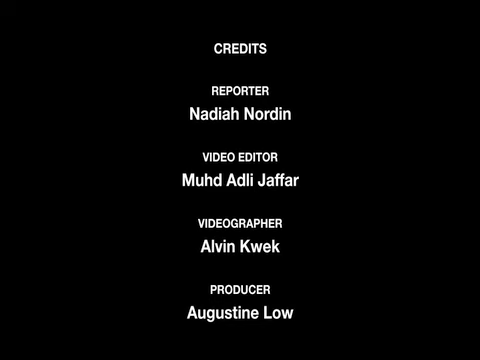 CREDITS
REPORTER
Nadiah Nordin
VIDEO EDITOR
Muhd Adli Jaffar
VIDEOGRAPHER
Alvin Kwek
PRODUCER
Augustine Low